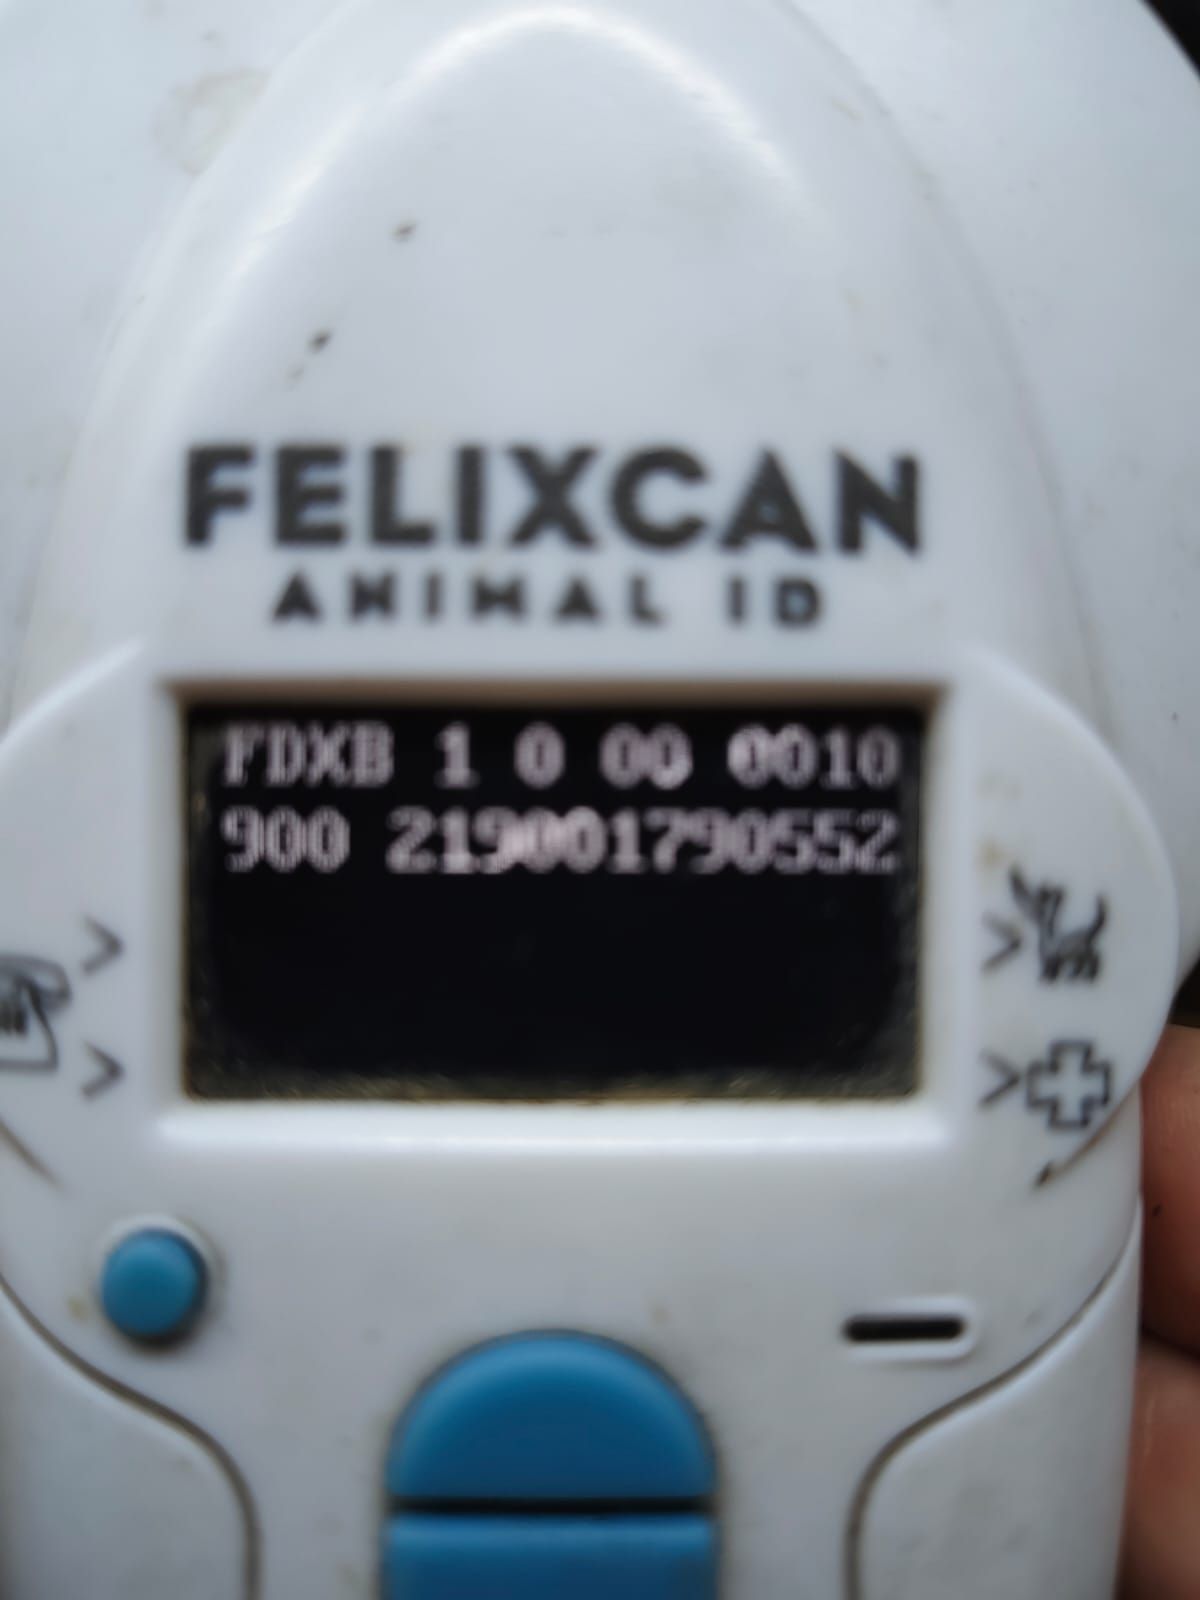 FELIXCAN
ANIMAL ID
FDXB 1 0 00 0010
900 219001790552